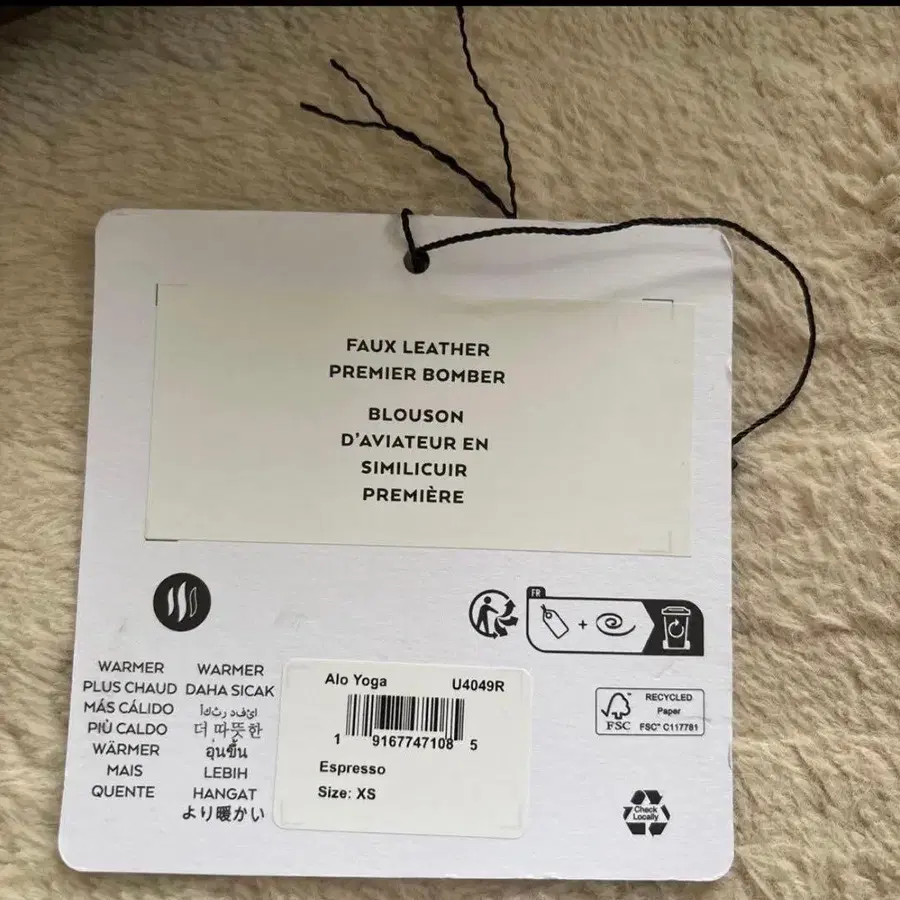 FAUX LEATHER
PREMIER BOMBER
BLOUSON
D'AVIATEUR EN
SIMILICUIR
PREMIÈRE
FR
WARMER
PLUS CHAUD
MÁS CÁLIDO
PIÙ CALDO
WÄRMER
MAIS
QUENTE
WARMER
DAHA SICAK
더 따뜻한
อุ่นขึ้น
LEBIH
HANGAT
より暖かい
Alo Yoga U4049R
1 9167747108 5
Espresso
Size: XS
FSC
RECYCLED
Paper
FSC™ C117781
Check
Locally